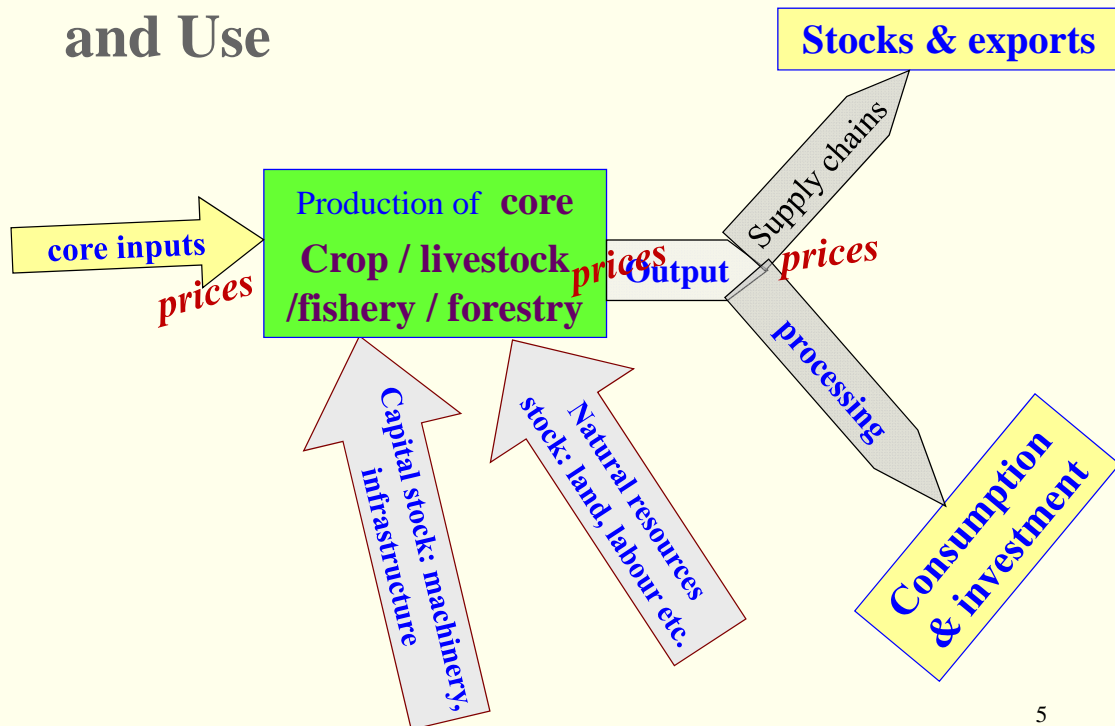 and Use
Stocks & exports
Supply chains
core inputs
prices
Production of core
Crop / livestock
/fishery / forestry
prices
Output
prices
processing
Capital stock: machinery,
infrastructure
Natural resources
stock: land, labour etc.
Consumption
& investment
5